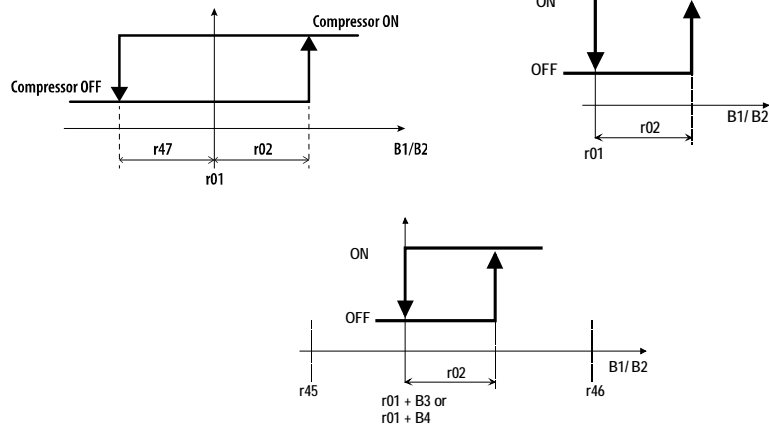 Compressor ON
Compressor OFF
r47
r02
B1/B2
r01
ON
OFF
r02
B1/ B2
r01
ON
OFF
r02
B1/ B2
r45
r46
r01 + B3 or
r01 + B4